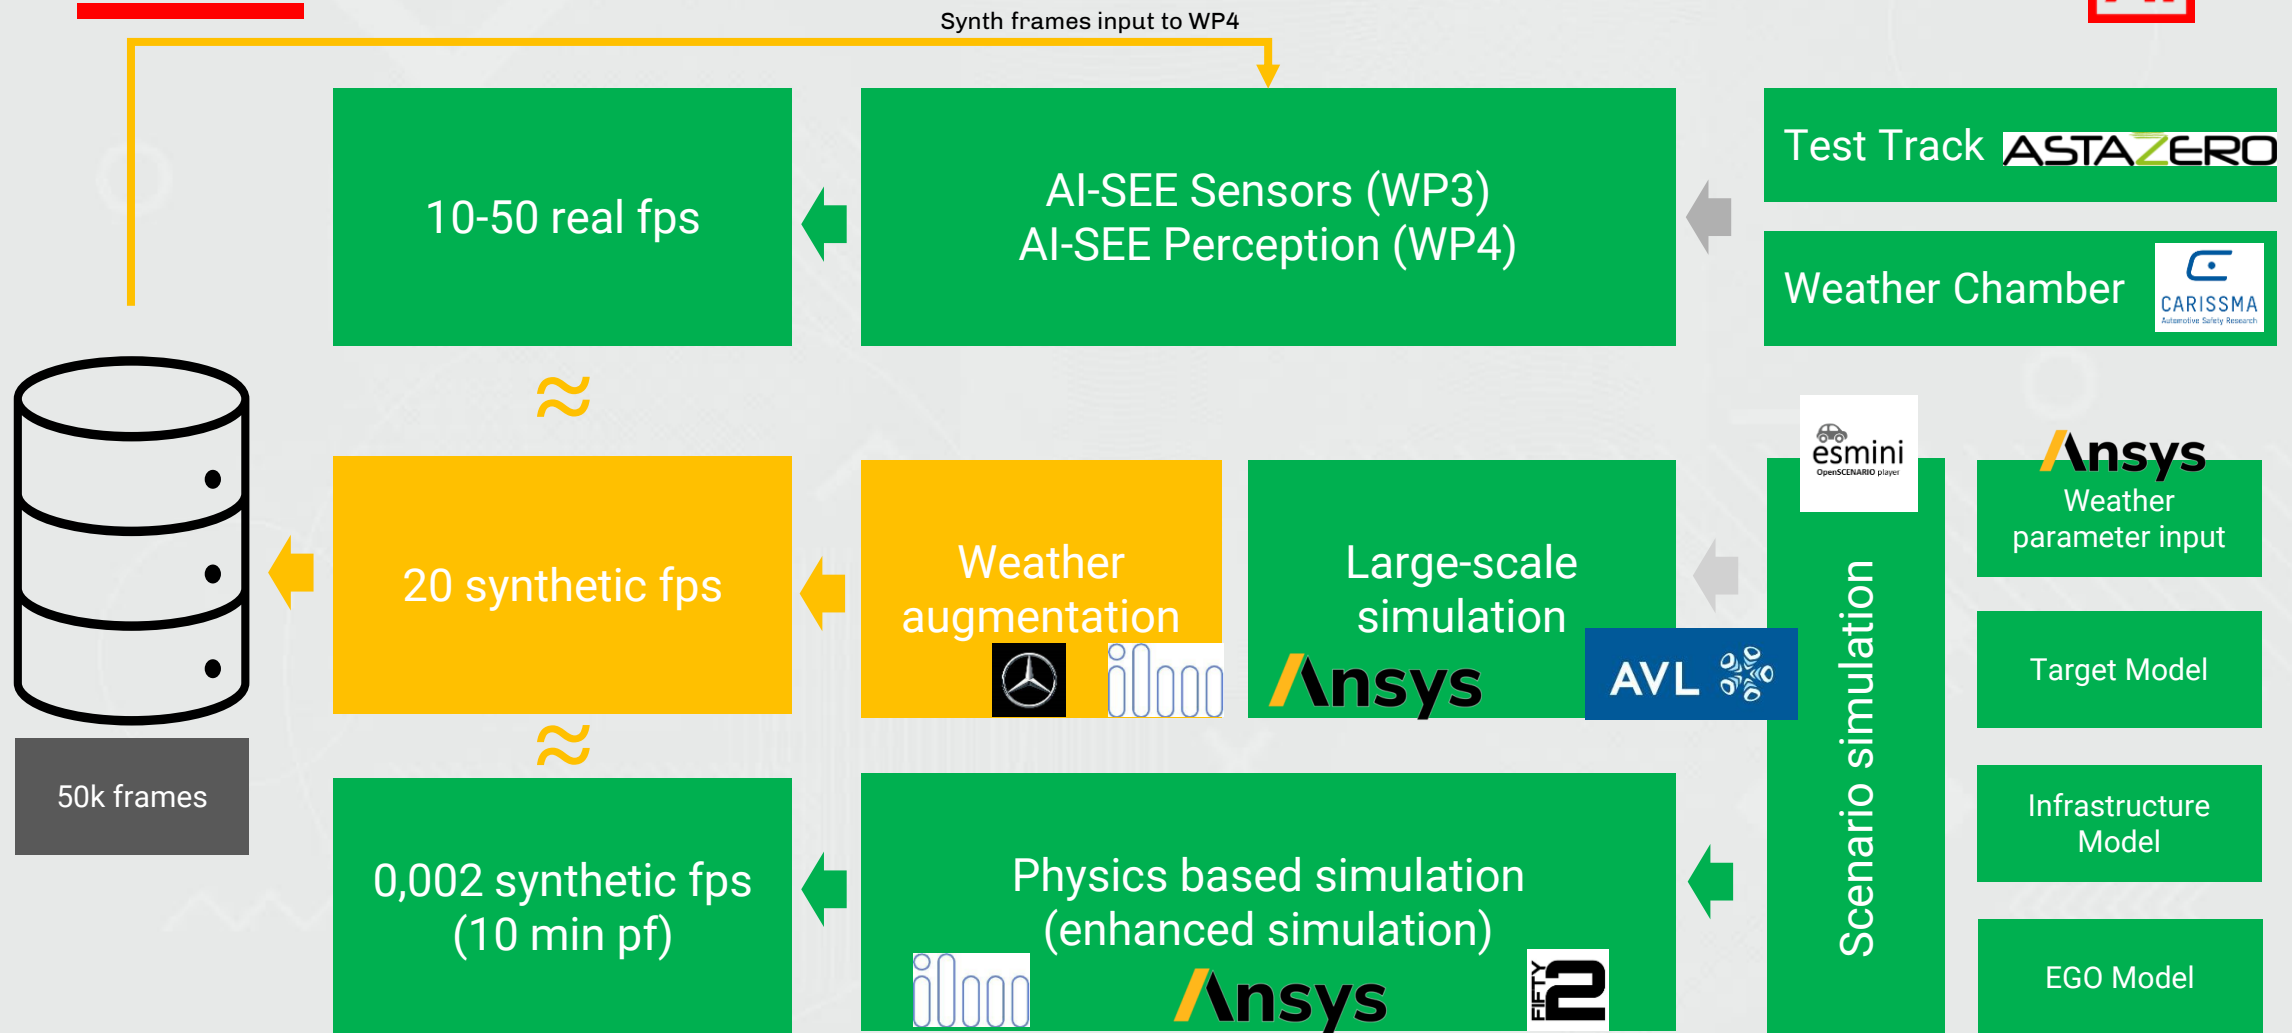 Synth frames input to WP4
10-50 real fps
AI-SEE Sensors (WP3)
AI-SEE Perception (WP4)
Test Track
ASTAZERO
Weather Chamber
CARISSMA
Automotive Safety Research
20 synthetic fps
Weather
augmentation
Large-scale
simulation
Ansys
AVL
esmini
OpenSCENARIO player
Scenario simulation
Ansys
Weather
parameter input
Target Model
Infrastructure
Model
EGO Model
50k frames
0,002 synthetic fps
(10 min pf)
Physics based simulation
(enhanced simulation)
Ansys
FIFTY2